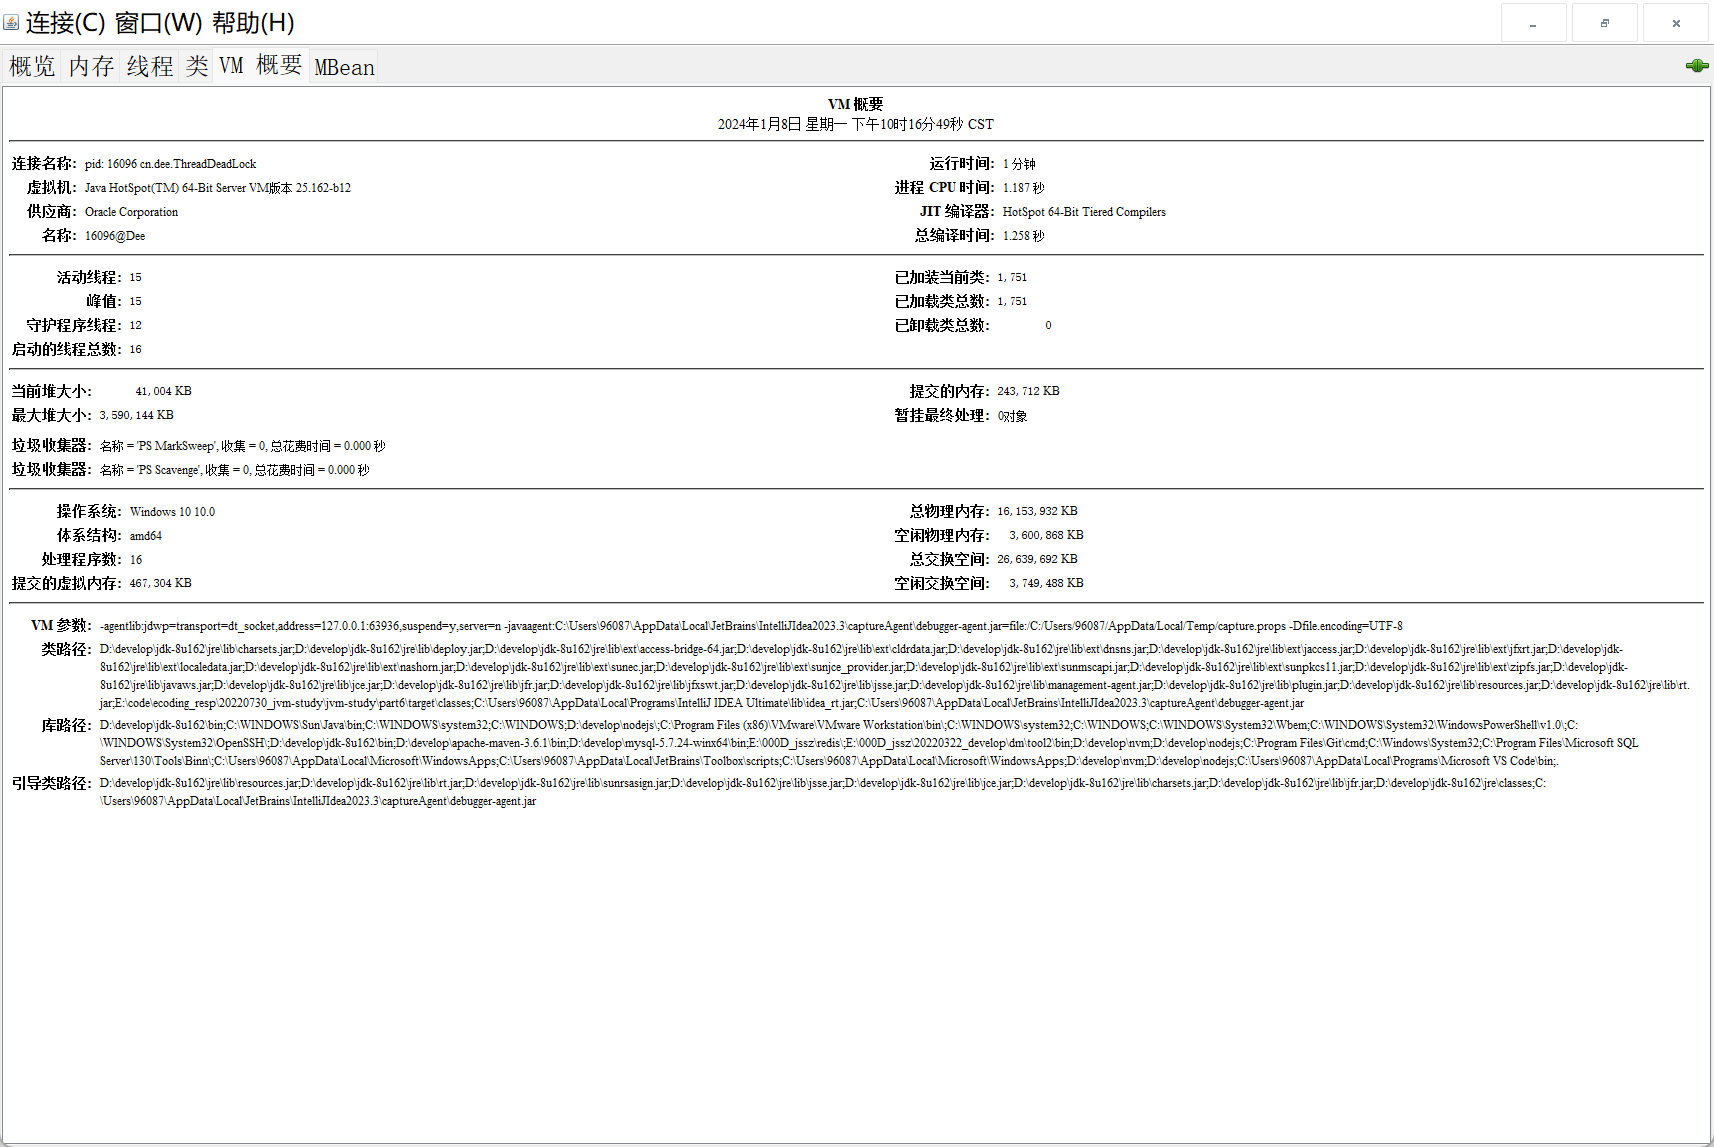 连接(C) 窗口(W) 帮助(H)
概览 内存 线程 类 VM 概要 MBean
VM 概要
2024年1月8日 星期一 下午10时16分49秒 CST
连接名称: pid: 16096 cn.dee.ThreadDeadLock
运行时间: 1 分钟
虚拟机: Java HotSpot(TM) 64-Bit Server VM版本 25.162-b12
进程 CPU 时间: 1.187 秒
供应商: Oracle Corporation
JIT 编译器: HotSpot 64-Bit Tiered Compilers
名称: 16096@Dee
总编译时间: 1.258 秒
活动线程: 15
已加装当前类: 1,751
峰值: 15
已加载类总数: 1,751
守护程序线程: 12
已卸载类总数: 0
启动的线程总数: 16
当前堆大小: 41,004 KB
提交的内存: 243,712 KB
最大堆大小: 3,590,144 KB
暂挂最终处理: 0对象
垃圾收集器: 名称 = 'PS MarkSweep', 收集 = 0, 总花费时间 = 0.000 秒
垃圾收集器: 名称 = 'PS Scavenge', 收集 = 0, 总花费时间 = 0.000 秒
操作系统: Windows 10 10.0
总物理内存: 16,153,932 KB
体系结构: amd64
空闲物理内存: 3,600,868 KB
处理程序数: 16
总交换空间: 26,639,692 KB
提交的虚拟内存: 467,304 KB
空闲交换空间: 3,749,488 KB
VM 参数: -agentlib:jdwp=transport=dt_socket,address=127.0.0.1:63936,suspend=y,server=n -javaagent:C:\Users\96087\AppData\Local\JetBrains\IntelliJIdea2023.3\captureAgent\debugger-agent.jar=file:/C:/Users/96087/AppData/Local/Temp/capture.props -Dfile.encoding=UTF-8
类路径: D:\develop\jdk-8u162\jre\lib\charsets.jar;D:\develop\jdk-8u162\jre\lib\deploy.jar;D:\develop\jdk-8u162\jre\lib\ext\access-bridge-64.jar;D:\develop\jdk-8u162\jre\lib\ext\cldrdata.jar;D:\develop\jdk-8u162\jre\lib\ext\dnsns.jar;D:\develop\jdk-8u162\jre\lib\ext\jaccess.jar;D:\develop\jdk-8u162\jre\lib\ext\jfxrt.jar;D:\develop\jdk-
8u162\jre\lib\ext\localedata.jar;D:\develop\jdk-8u162\jre\lib\ext\nashorn.jar;D:\develop\jdk-8u162\jre\lib\ext\sunec.jar;D:\develop\jdk-8u162\jre\lib\ext\sunjce_provider.jar;D:\develop\jdk-8u162\jre\lib\ext\sunmscapi.jar;D:\develop\jdk-8u162\jre\lib\ext\sunpkcs11.jar;D:\develop\jdk-8u162\jre\lib\ext\zipfs.jar;D:\develop\jdk-
8u162\jre\lib\javaws.jar;D:\develop\jdk-8u162\jre\lib\jce.jar;D:\develop\jdk-8u162\jre\lib\jfr.jar;D:\develop\jdk-8u162\jre\lib\jfxswt.jar;D:\develop\jdk-8u162\jre\lib\jsse.jar;D:\develop\jdk-8u162\jre\lib\management-agent.jar;D:\develop\jdk-8u162\jre\lib\plugin.jar;D:\develop\jdk-8u162\jre\lib\resources.jar;D:\develop\jdk-8u162\jre\lib\rt.
jar;E:\code\ecoding_resp\20220730_jvm-study\jvm-study\part6\target\classes;C:\Users\96087\AppData\Local\Programs\IntelliJ IDEA Ultimate\lib\idea_rt.jar;C:\Users\96087\AppData\Local\JetBrains\IntelliJIdea2023.3\captureAgent\debugger-agent.jar
库路径: D:\develop\jdk-8u162\bin;C:\WINDOWS\Sun\Java\bin;C:\WINDOWS\system32;C:\WINDOWS;D:\develop\nodejs\;C:\Program Files (x86)\VMware\VMware Workstation\bin\;C:\WINDOWS\system32;C:\WINDOWS;C:\WINDOWS\System32\Wbem;C:\WINDOWS\System32\WindowsPowerShell\v1.0\;C:
\WINDOWS\System32\OpenSSH\;D:\develop\jdk-8u162\bin;D:\develop\apache-maven-3.6.1\bin;D:\develop\mysql-5.7.24-winx64\bin;E:\000D_jssz\redis\;E:\000D_jssz\20220322_develop\dm\tool2\bin;D:\develop\nvm;D:\develop\nodejs;C:\Program Files\Git\cmd;C:\Windows\System32;C:\Program Files\Microsoft SQL
Server\130\Tools\Binn\;C:\Users\96087\AppData\Local\Microsoft\WindowsApps;C:\Users\96087\AppData\Local\JetBrains\Toolbox\scripts;C:\Users\96087\AppData\Local\Microsoft\WindowsApps;D:\develop\nvm;D:\develop\nodejs;C:\Users\96087\AppData\Local\Programs\Microsoft VS Code\bin;.
引导类路径: D:\develop\jdk-8u162\jre\lib\resources.jar;D:\develop\jdk-8u162\jre\lib\rt.jar;D:\develop\jdk-8u162\jre\lib\sunrsasign.jar;D:\develop\jdk-8u162\jre\lib\jsse.jar;D:\develop\jdk-8u162\jre\lib\jce.jar;D:\develop\jdk-8u162\jre\lib\charsets.jar;D:\develop\jdk-8u162\jre\lib\jfr.jar;D:\develop\jdk-8u162\jre\classes;C:
\Users\96087\AppData\Local\JetBrains\IntelliJIdea2023.3\captureAgent\debugger-agent.jar